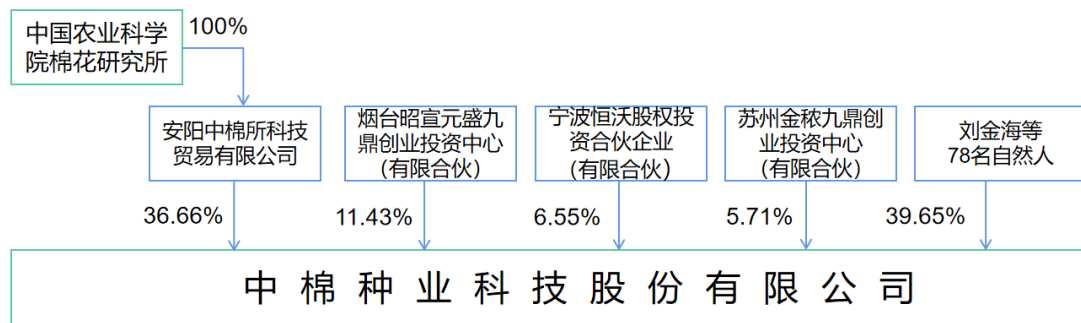 中国农业科学
院棉花研究所
100%
安阳中棉所科技
贸易有限公司
烟台昭宣元盛九
鼎创业投资中心
(有限合伙)
宁波恒沃股权投
资合伙企业
(有限合伙)
苏州金秾九鼎创
业投资中心
(有限合伙)
刘金海等
78名自然人
36.66%
11.43%
6.55%
5.71%
39.65%
中棉种业科技股份有限公司